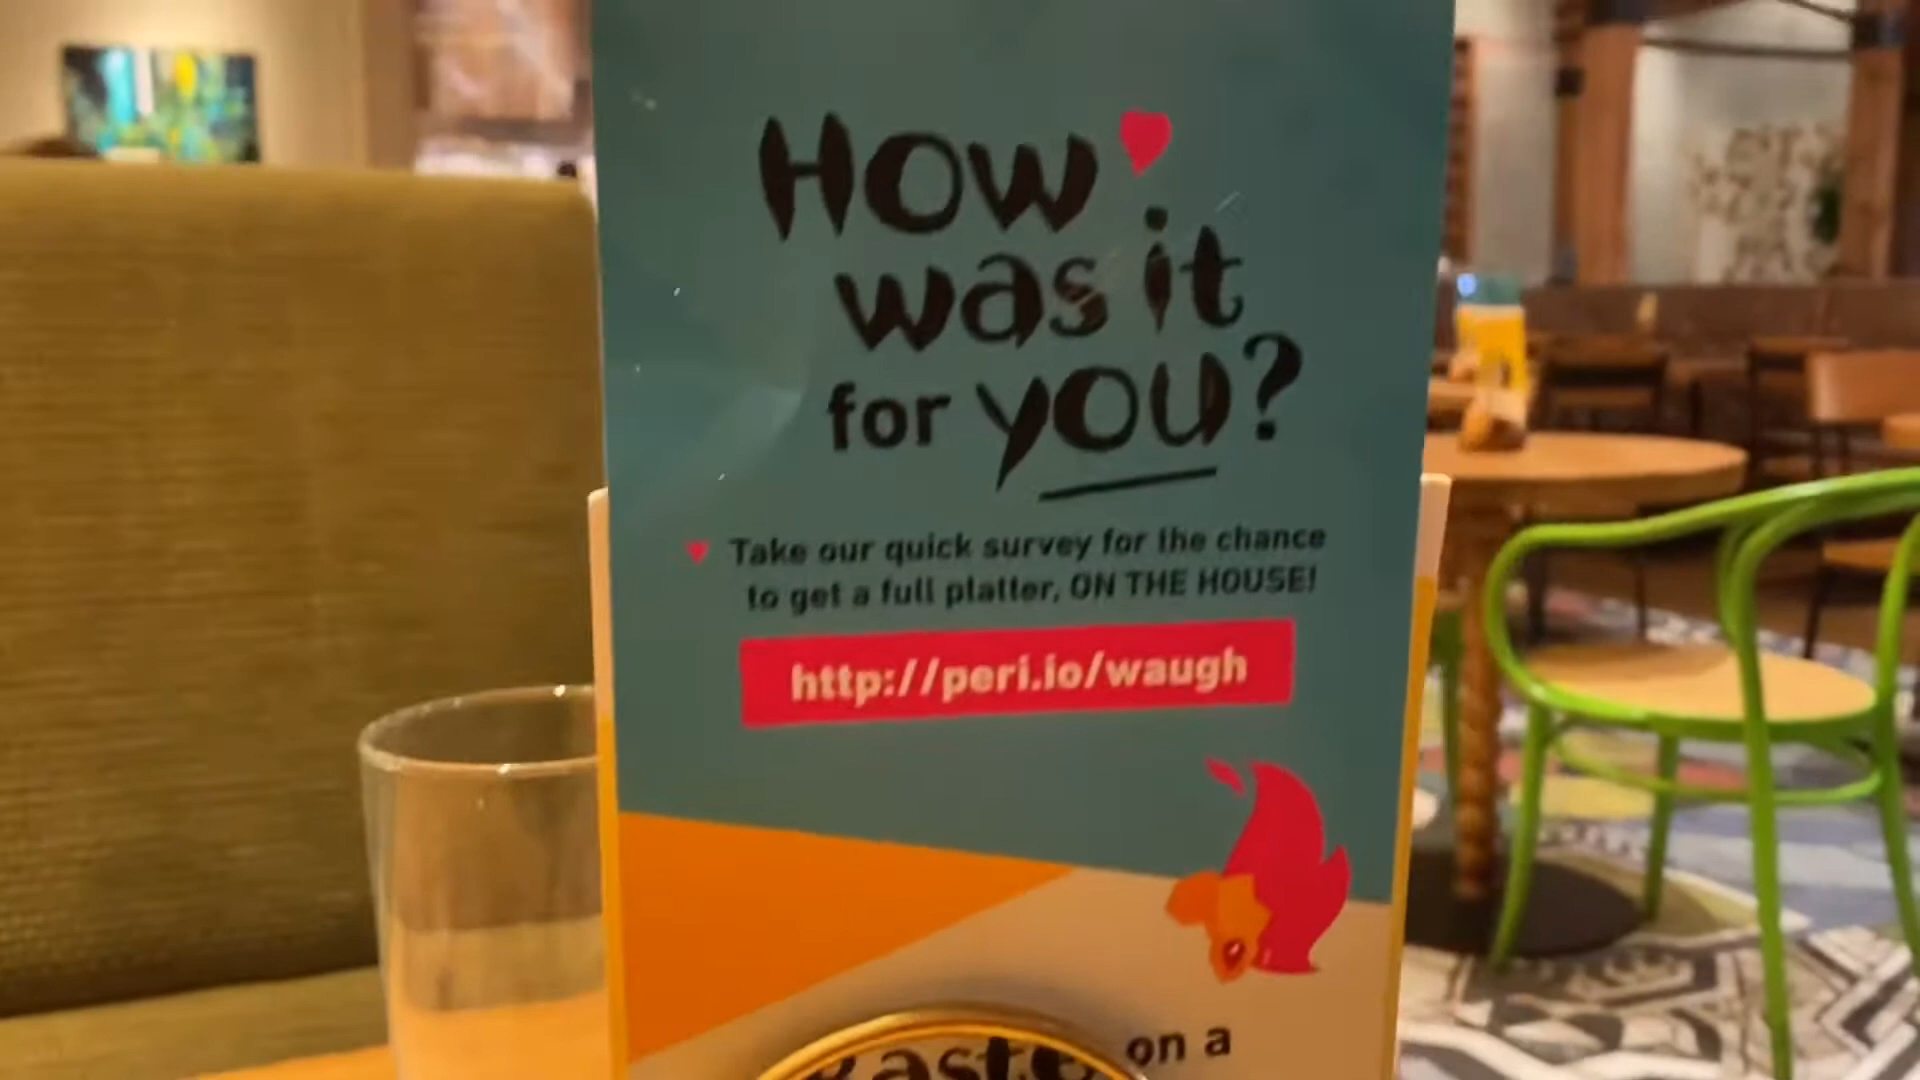 How
was it
for you?
Take our quick survey for the chance
to get a full platter, ON THE HOUSE!
http://peri.io/waugh
on a